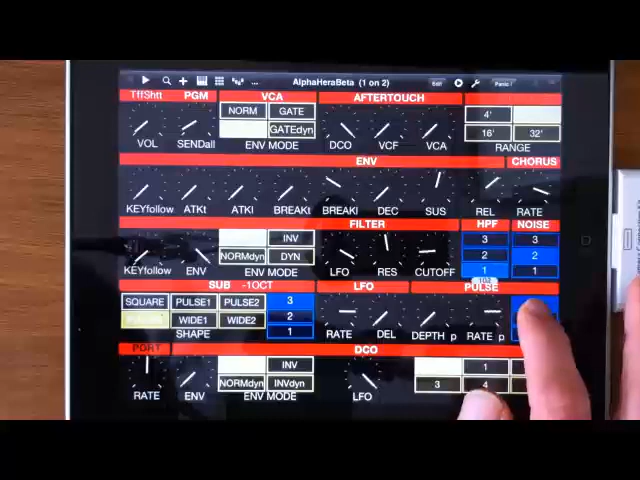 AlphaHeraBeta (1 on 2) Edit Panic !
TffShtt PGM VCA AFTERTOUCH
NORM GATE 4'
GATEdyn 16' 32'
VOL SENDall ENV MODE DCO VCF VCA RANGE
ENV CHORUS
KEYfollow ATKt ATKl BREAKt BREAKl DEC SUS REL RATE
FILTER HPF NOISE
INV 3 3
NORMdyn DYN 2 2
KEYfollow ENV ENV MODE LFO RES CUTOFF 1 1
SUB -1OCT LFO PULSE
SQUARE PULSE1 PULSE2 3
WIDE1 WIDE2 2
SHAPE 1 RATE DEL DEPTH p RATE p
PORT DCO
INV 1
NORMdyn INVdyn 3 4
RATE ENV ENV MODE LFO